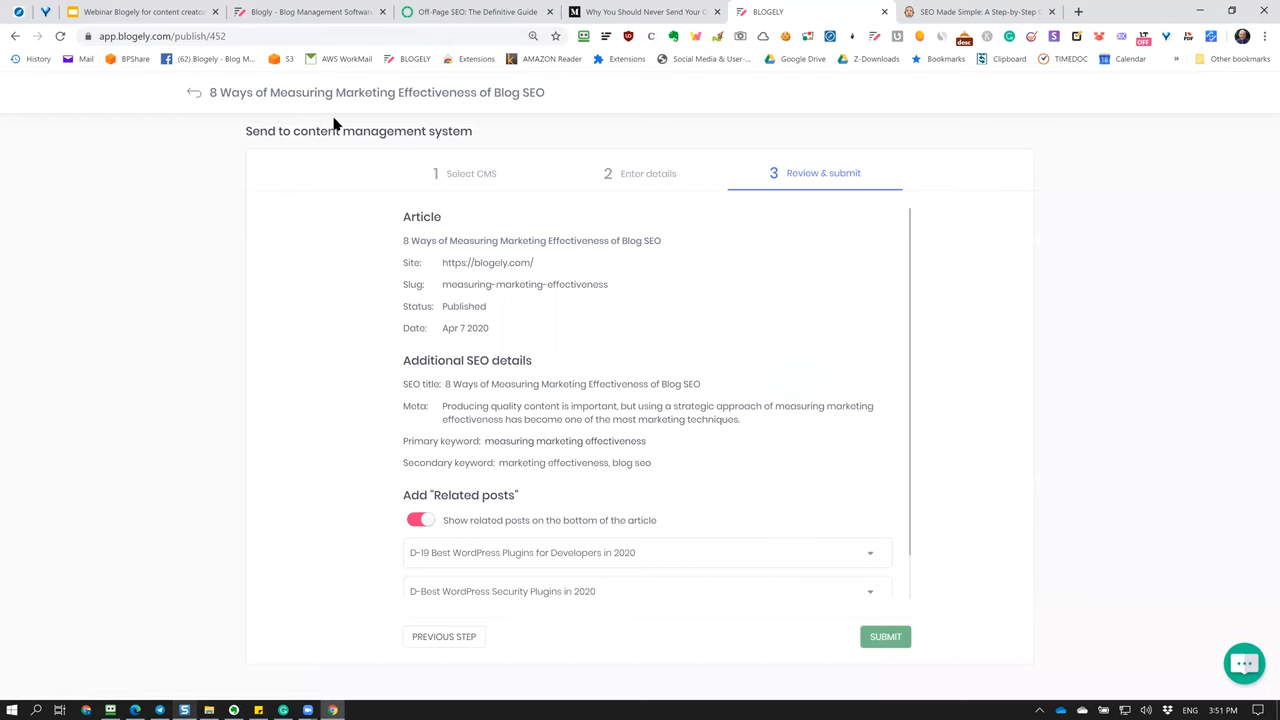 Webinar Blogely for content creator
Blogly - Blog Management Software
Off-Page SEO: The Definitive Guide
Why You Should Never Send Your C
BLOGELY
SEO Made Simple: A Step-by-Step G
app.blogely.com/publish/452
desc
LT
OFF
History
Mail
BPShare
(62) Blogely - Blog M...
S3
AWS WorkMail
BLOGELY
Extensions
AMAZON Reader
Extensions
Social Media & User-...
Google Drive
Z-Downloads
Bookmarks
Clipboard
TIMEDOC
Calendar
»
Other bookmarks
8 Ways of Measuring Marketing Effectiveness of Blog SEO
Send to content management system
1 Select CMS
2 Enter details
3 Review & submit
Article
8 Ways of Measuring Marketing Effectiveness of Blog SEO
Site: https://blogely.com/
Slug: measuring-marketing-effectiveness
Status: Published
Date: Apr 7 2020
Additional SEO details
SEO title: 8 Ways of Measuring Marketing Effectiveness of Blog SEO
Meta: Producing quality content is important, but using a strategic approach of measuring marketing
effectiveness has become one of the most marketing techniques.
Primary keyword: measuring marketing effectiveness
Secondary keyword: marketing effectiveness, blog seo
Add "Related posts"
Show related posts on the bottom of the article
D-19 Best WordPress Plugins for Developers in 2020
D-Best WordPress Security Plugins in 2020
PREVIOUS STEP
SUBMIT
ENG
3:51 PM